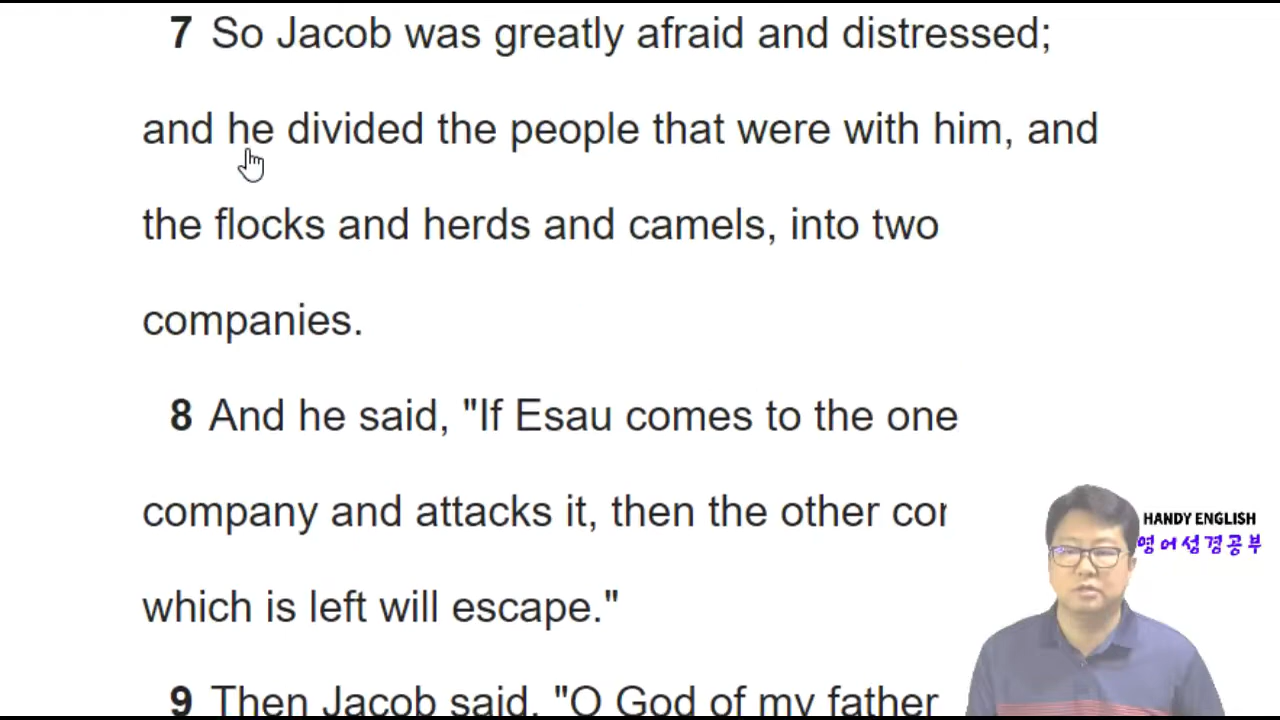 7 So Jacob was greatly afraid and distressed;
and he divided the people that were with him, and
the flocks and herds and camels, into two
companies.
8 And he said, "If Esau comes to the one
company and attacks it, then the other
which is left will escape."
9 Then Jacob said, "O God of my father
HANDY ENGLISH
영어성경공부